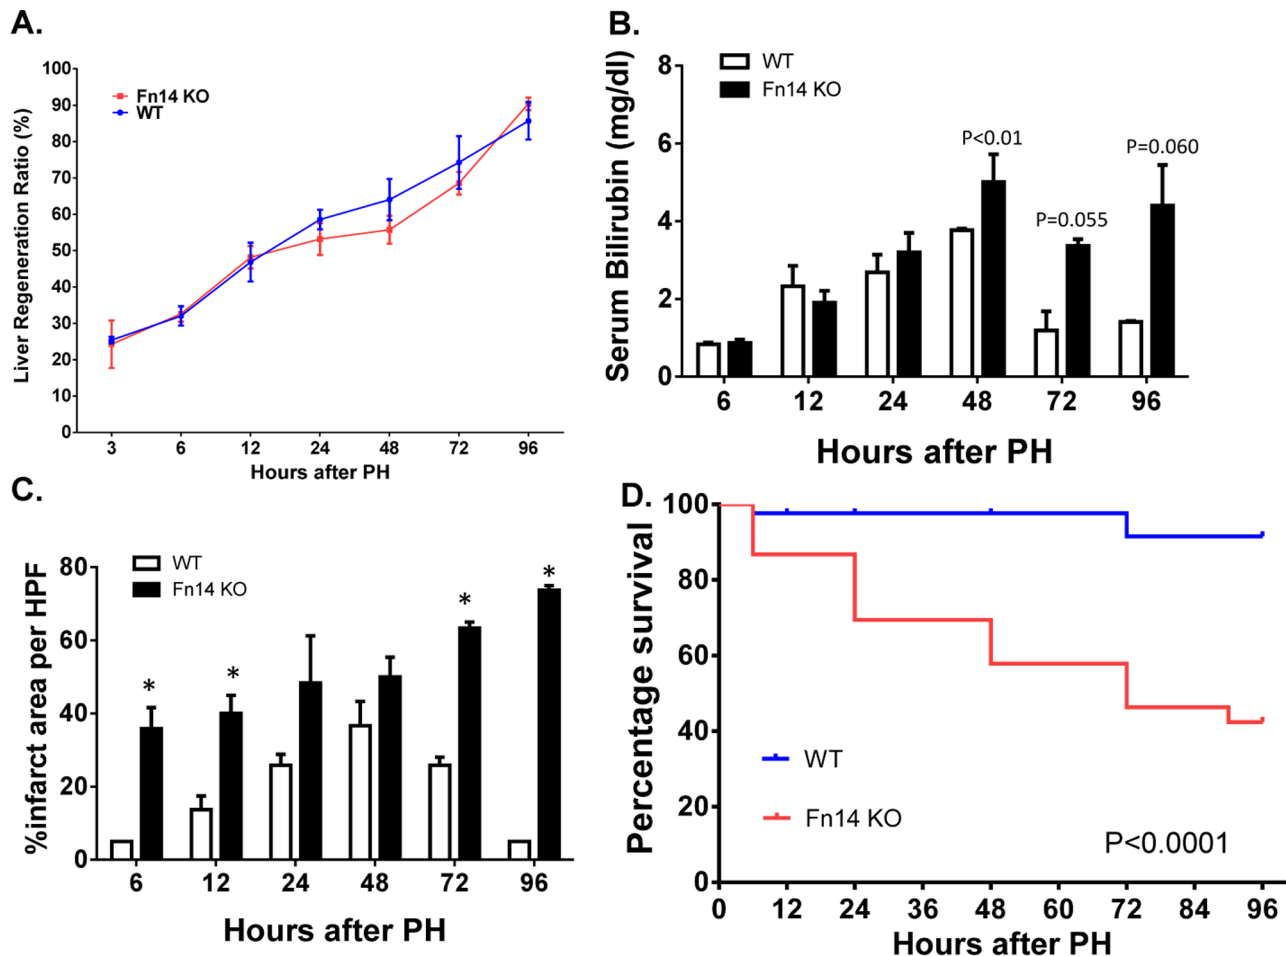 A.
Liver Regeneration Ratio (%)
100
90
80
70
60
50
40
30
20
10
0
Fn14 KO
WT
3 6 12 24 48 72 96
Hours after PH
B.
Serum Bilirubin (mg/dl)
8
6
4
2
0
WT
Fn14 KO
P<0.01
P=0.055
P=0.060
6 12 24 48 72 96
Hours after PH
C.
%infarct area per HPF
80
60
40
20
0
WT
Fn14 KO
* * * *
6 12 24 48 72 96
Hours after PH
D.
Percentage survival
100
80
60
40
20
0
WT
Fn14 KO
P<0.0001
0 12 24 36 48 60 72 84 96
Hours after PH